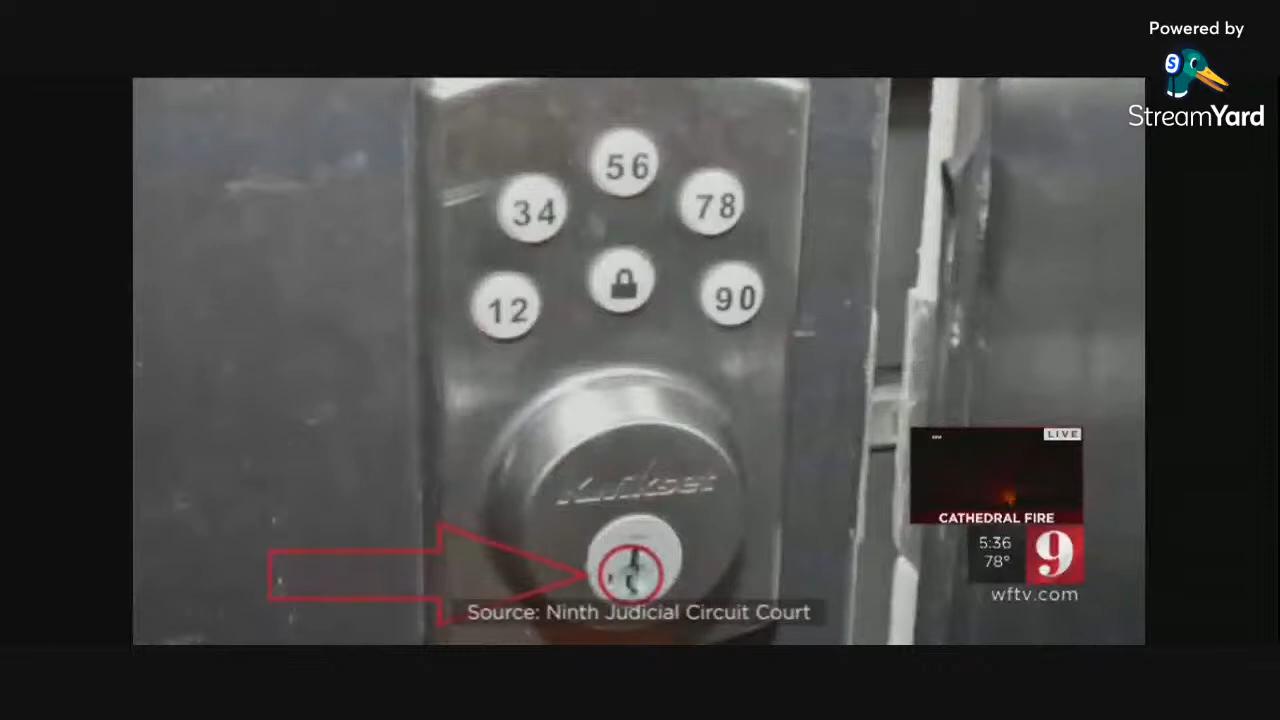 Powered by
S
StreamYard
56
34
78
12
90
Kwikset
LIVE
CATHEDRAL FIRE
5:36
78°
9
wftv.com
Source: Ninth Judicial Circuit Court